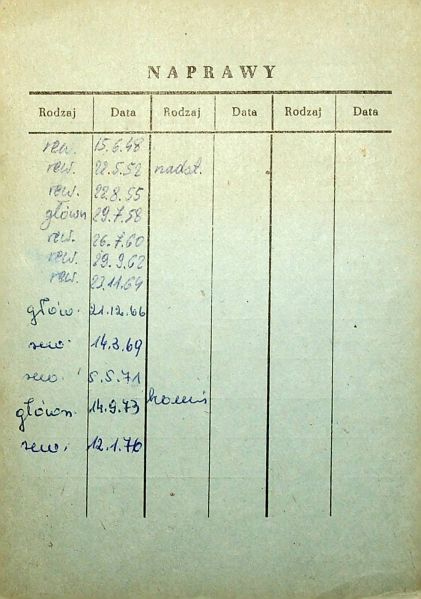 NAPRAWY
Rodzaj Data Rodzaj Data Rodzaj Data
rew. 15.6.48
rew. 22.5.52 nadst.
rew. 22.8.55
główn 29.7.58
rew. 26.7.60
rew. 29.9.62
rew. 23.11.64
głów. 21.12.66
rew. 14.3.69
rew. 5.5.71
główn. 14.9.73
rew. 12.1.76